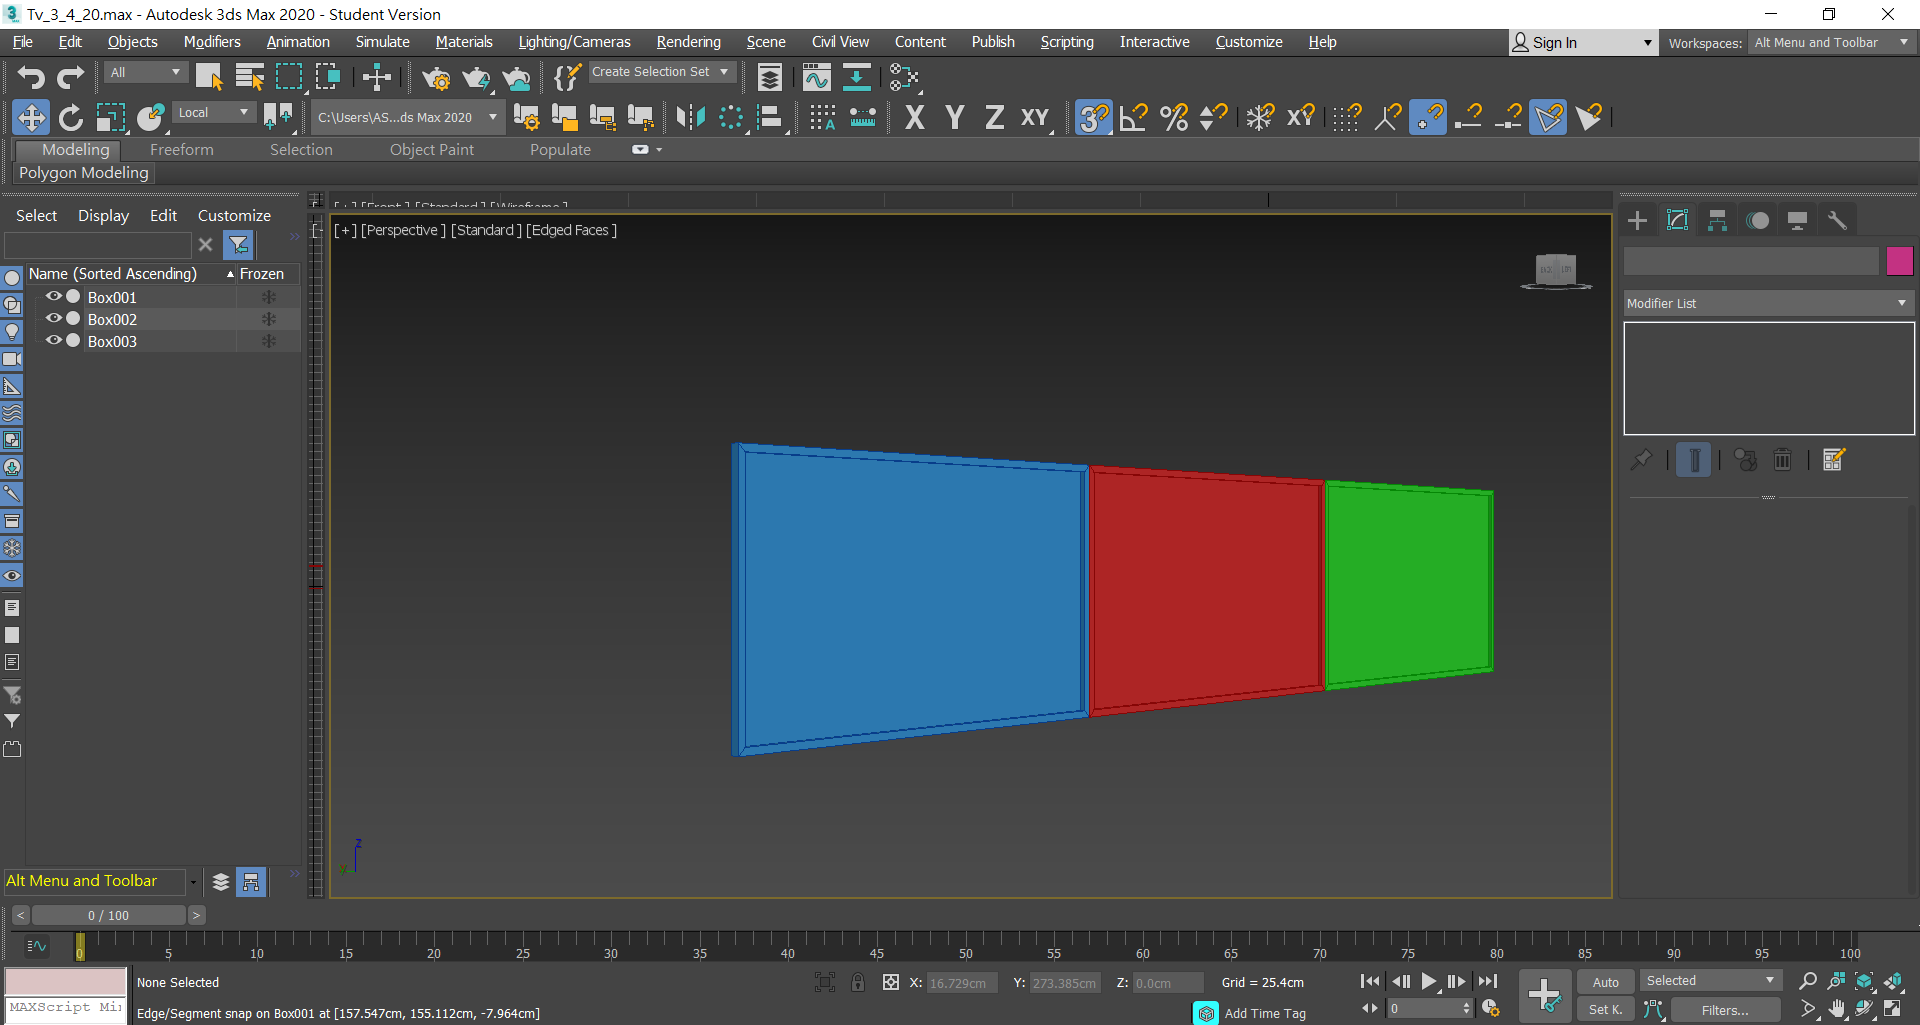 Tv_3_4_20.max - Autodesk 3ds Max 2020 - Student Version
File Edit Objects Modifiers Animation Simulate Materials Lighting/Cameras Rendering Scene Civil View Content Publish Scripting Interactive Customize Help Sign In Workspaces: Alt Menu and Toolbar
All Create Selection Set
Local C:\Users\AS...ds Max 2020 X Y Z XY 3
Modeling Freeform Selection Object Paint Populate
Polygon Modeling
Select Display Edit Customize
[ + ] [Front ] [Standard ] [Wireframe ]
[ + ] [Perspective ] [Standard ] [Edged Faces ]
Name (Sorted Ascending) Frozen
Box001
Box002
Box003
Modifier List
z
y
Alt Menu and Toolbar
< 0 / 100 >
0 5 10 15 20 25 30 35 40 45 50 55 60 65 70 75 80 85 90 95 100
None Selected X: 16.729cm Y: 273.385cm Z: 0.0cm Grid = 25.4cm Auto Selected
MAXScript Mi
Edge/Segment snap on Box001 at [157.547cm, 155.112cm, -7.964cm] Add Time Tag 0 Set K. Filters...